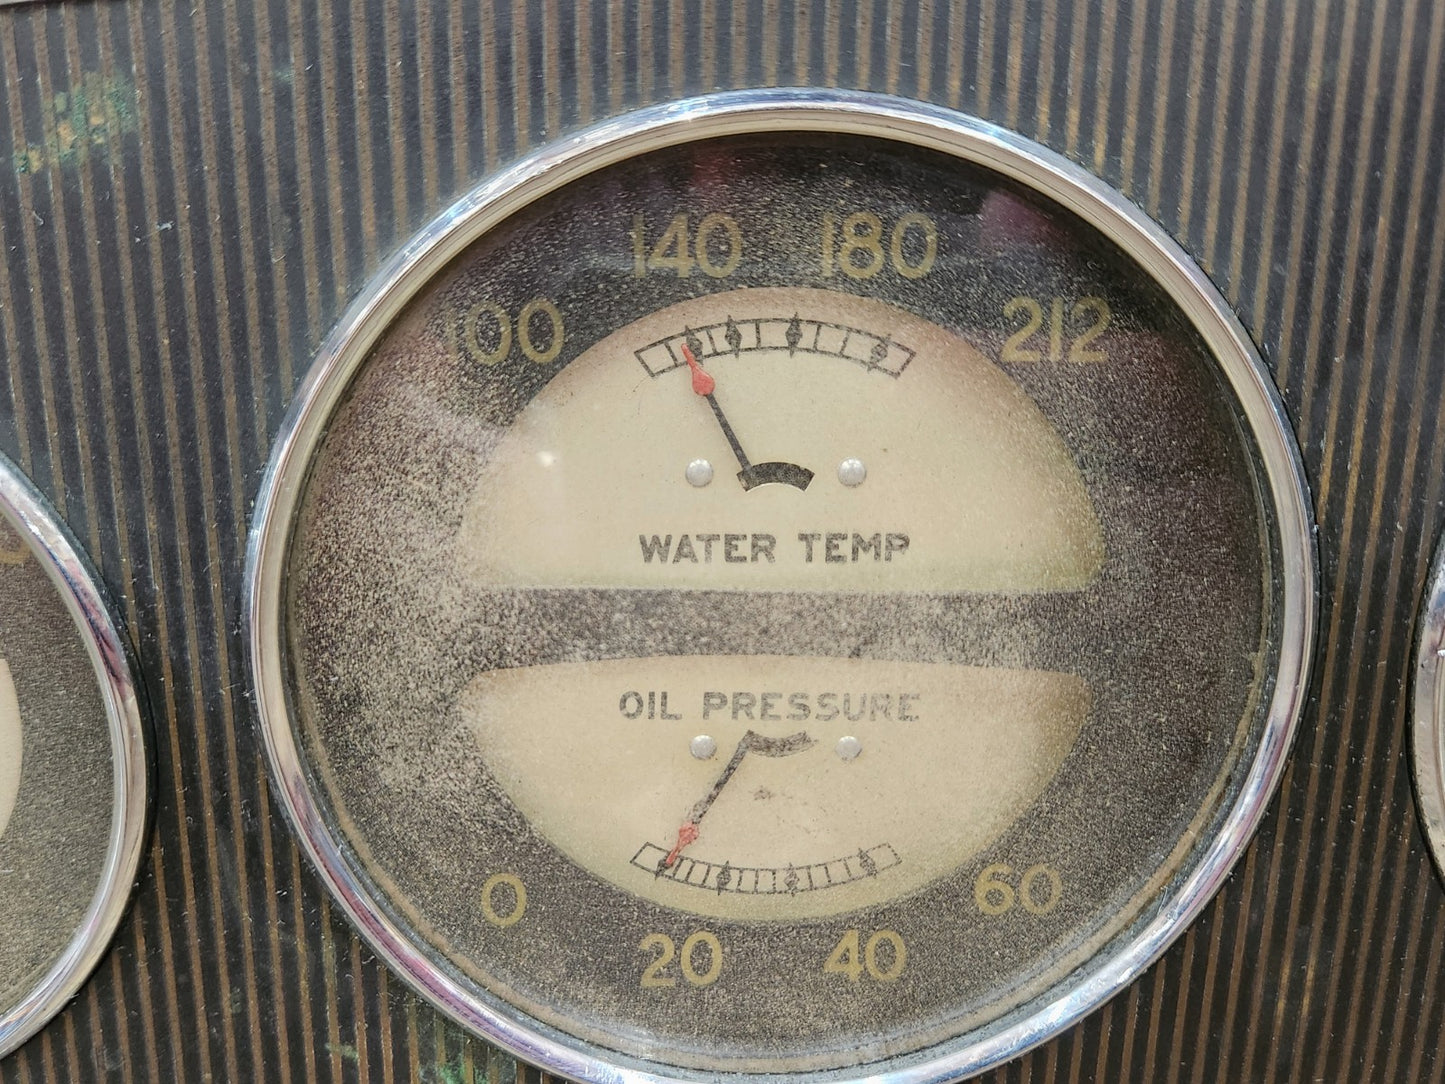 100 140 180 212
WATER TEMP
OIL PRESSURE
0 20 40 60